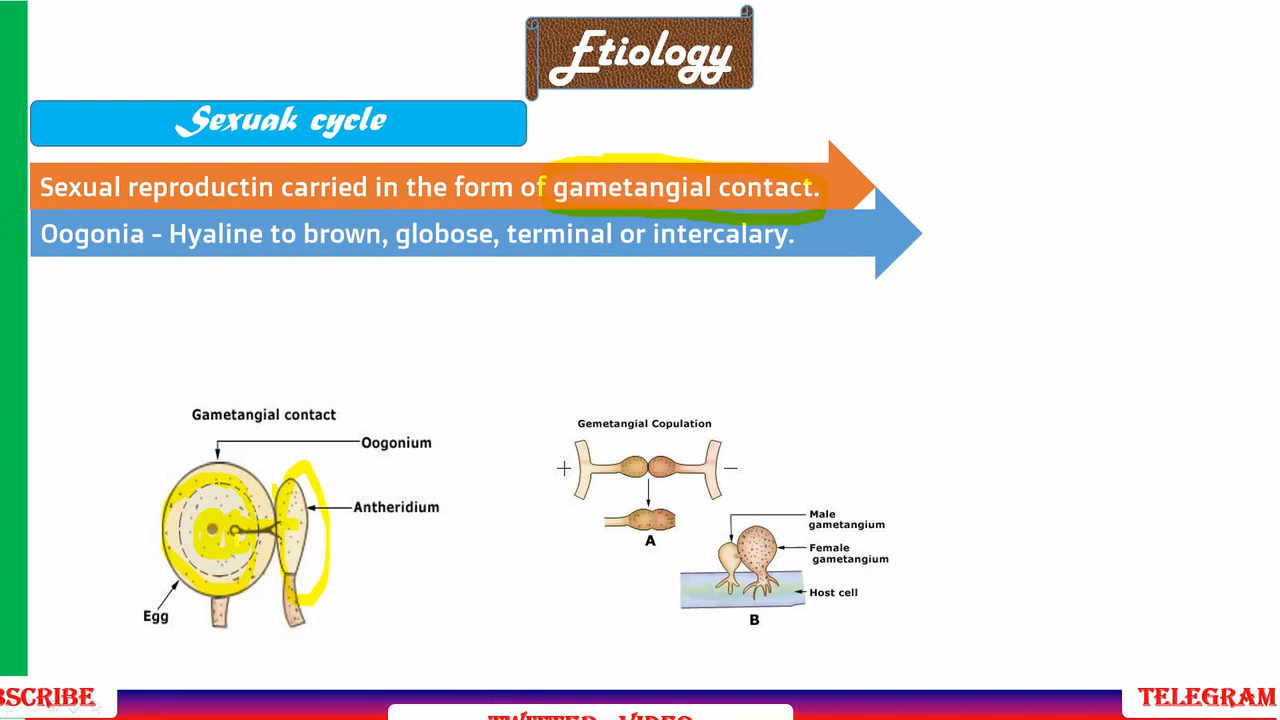 Etiology
Sexuak cycle
Sexual reproductin carried in the form of gametangial contact.
Oogonia - Hyaline to brown, globose, terminal or intercalary.
Gametangial contact
Oogonium
Antheridium
Egg
Gemetangial Copulation
+
−
A
Male
gametangium
Female
gametangium
Host cell
B
BSCRIBE
TWITTER - VIDEO
TELEGRAM